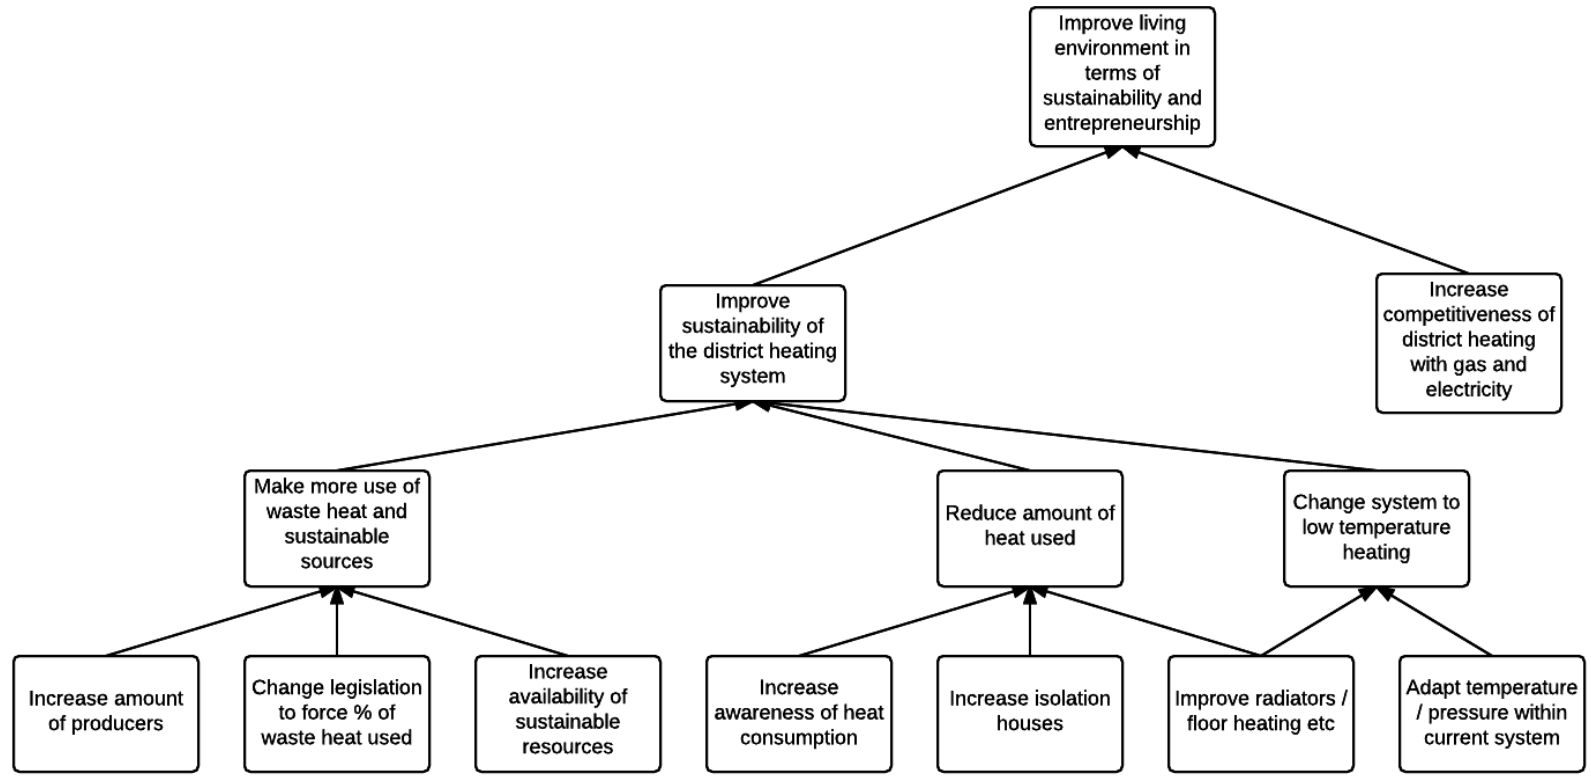 Improve living
environment in
terms of
sustainability and
entrepreneurship
Improve
sustainability of
the district heating
system
Increase
competitiveness of
district heating
with gas and
electricity
Make more use of
waste heat and
sustainable
sources
Reduce amount of
heat used
Change system to
low temperature
heating
Increase amount
of producers
Change legislation
to force % of
waste heat used
Increase
availability of
sustainable
resources
Increase
awareness of heat
consumption
Increase isolation
houses
Improve radiators /
floor heating etc
Adapt temperature
/ pressure within
current system